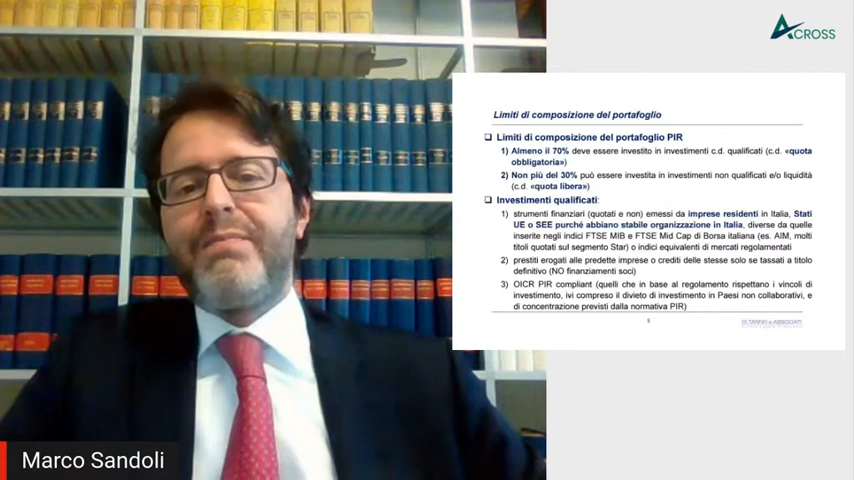 ACROSS
Limiti di composizione del portafoglio
❑ Limiti di composizione del portafoglio PIR
1) Almeno il 70% deve essere investito in investimenti c.d. qualificati (c.d. «quota
obbligatoria»)
2) Non più del 30% può essere investita in investimenti non qualificati e/o liquidità
(c.d. «quota libera»)
❑ Investimenti qualificati:
1) strumenti finanziari (quotati e non) emessi da imprese residenti in Italia, Stati
UE o SEE purché abbiano stabile organizzazione in Italia, diverse da quelle
inserite negli indici FTSE MIB e FTSE Mid Cap di Borsa italiana (es. AIM, molti
titoli quotati sul segmento Star) o indici equivalenti di mercati regolamentati
2) prestiti erogati alle predette imprese o crediti delle stesse solo se tassati a titolo
definitivo (NO finanziamenti soci)
3) OICR PIR compliant (quelli che in base al regolamento rispettano i vincoli di
investimento, ivi compreso il divieto di investimento in Paesi non collaborativi, e
di concentrazione previsti dalla normativa PIR)
DI TANNO e ASSOCIATI
Marco Sandoli